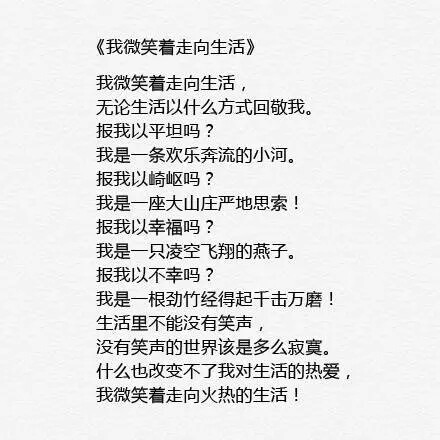 《我微笑着走向生活》
我微笑着走向生活，
无论生活以什么方式回敬我。
报我以平坦吗？
我是一条欢乐奔流的小河。
报我以崎岖吗？
我是一座大山庄严地思索！
报我以幸福吗？
我是一只凌空飞翔的燕子。
报我以不幸吗？
我是一根劲竹经得起千击万磨！
生活里不能没有笑声，
没有笑声的世界该是多么寂寞。
什么也改变不了我对生活的热爱，
我微笑着走向火热的生活！